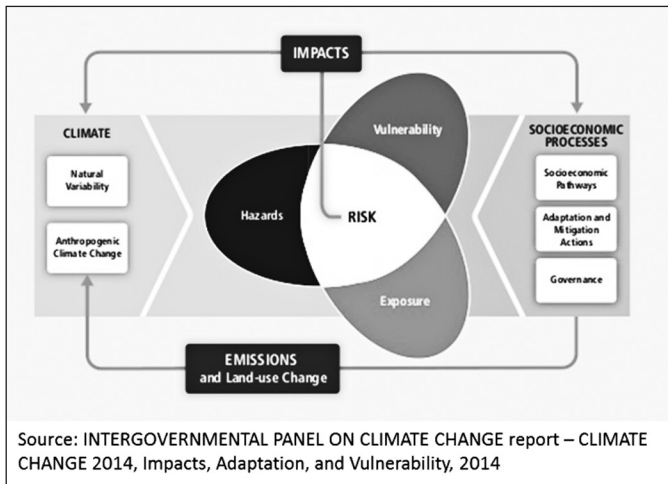 IMPACTS
CLIMATE
Natural
Variability
Anthropogenic
Climate Change
Vulnerability
Hazards
RISK
Exposure
SOCIOECONOMIC
PROCESSES
Socioeconomic
Pathways
Adaptation and
Mitigation
Actions
Governance
EMISSIONS
and Land-use Change
Source: INTERGOVERNMENTAL PANEL ON CLIMATE CHANGE report – CLIMATE
CHANGE 2014, Impacts, Adaptation, and Vulnerability, 2014